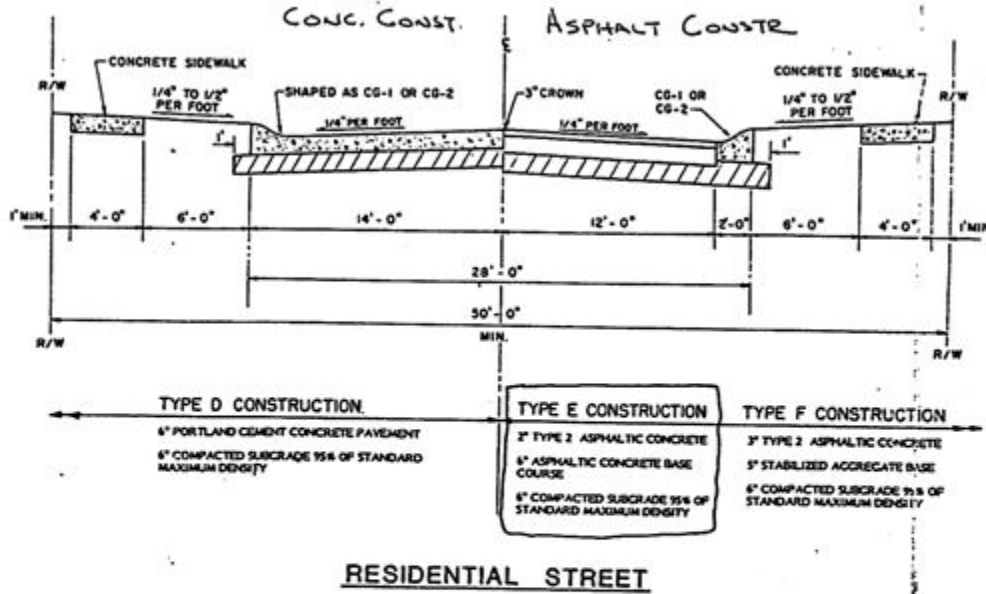 CONC. CONST.
ASPHALT CONSTR
℄
CONCRETE SIDEWALK
R/W
1/4" TO 1/2"
PER FOOT
SHAPED AS CG-1 OR CG-2
1/4" PER FOOT
3" CROWN
1/4" PER FOOT
CG-1 OR
CG-2
CONCRETE SIDEWALK
1/4" TO 1/2"
PER FOOT
R/W
1'
1'
1' MIN.
4'-0"
6'-0"
14'-0"
12'-0"
2'-0"
6'-0"
4'-0"
1' MIN
28'-0"
50'-0"
MIN.
R/W
R/W
TYPE D CONSTRUCTION.
6" PORTLAND CEMENT CONCRETE PAVEMENT
6" COMPACTED SUBGRADE 95% OF STANDARD
MAXIMUM DENSITY
TYPE E CONSTRUCTION
2" TYPE 2 ASPHALTIC CONCRETE
6" ASPHALTIC CONCRETE BASE
COURSE
6" COMPACTED SUBGRADE 95% OF
STANDARD MAXIMUM DENSITY
TYPE F CONSTRUCTION
3" TYPE 2 ASPHALTIC CONCRETE
5" STABILIZED AGGREGATE BASE
6" COMPACTED SUBGRADE 95% OF
STANDARD MAXIMUM DENSITY
RESIDENTIAL STREET